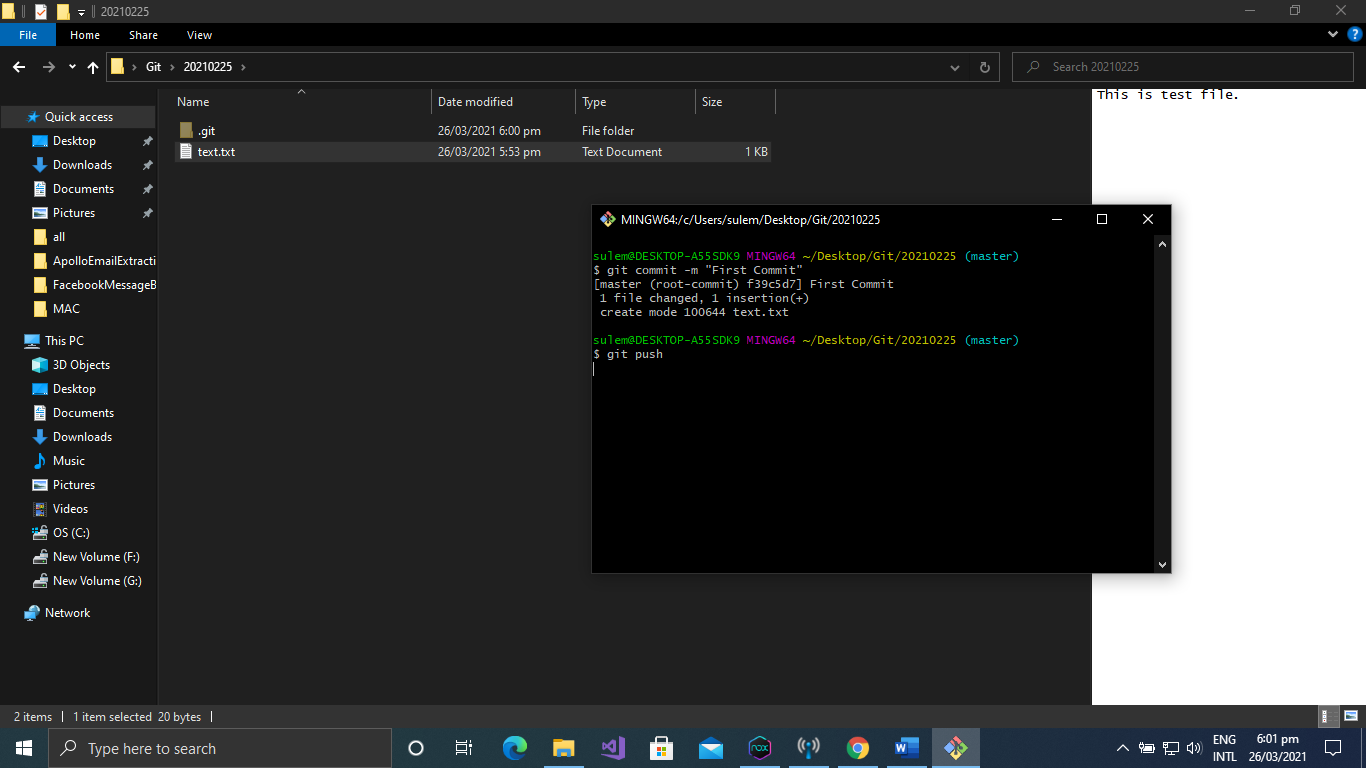 20210225
File Home Share View
Git 20210225
Search 20210225
Name Date modified Type Size
.git 26/03/2021 6:00 pm File folder
text.txt 26/03/2021 5:53 pm Text Document 1 KB
Quick access
Desktop
Downloads
Documents
Pictures
all
ApolloEmailExtracti
FacebookMessageB
MAC
This PC
3D Objects
Desktop
Documents
Downloads
Music
Pictures
Videos
OS (C:)
New Volume (F:)
New Volume (G:)
Network
This is test file.
MINGW64:/c/Users/sulem/Desktop/Git/20210225
sulem@DESKTOP-A55SDK9 MINGW64 ~/Desktop/Git/20210225 (master)
$ git commit -m "First Commit"
[master (root-commit) f39c5d7] First Commit
1 file changed, 1 insertion(+)
create mode 100644 text.txt
sulem@DESKTOP-A55SDK9 MINGW64 ~/Desktop/Git/20210225 (master)
$ git push
2 items 1 item selected 20 bytes
Type here to search
nox
W
ENG
INTL
6:01 pm
26/03/2021